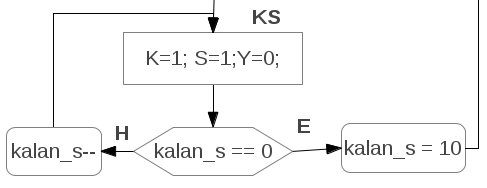 KS
K=1; S=1;Y=0;
H
E
kalan_s--
kalan_s == 0
kalan_s = 10